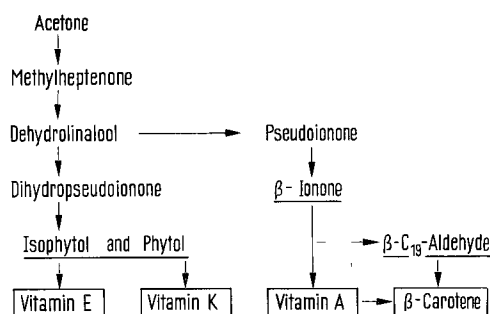 Acetone
Methylheptenone
Dehydrolinalool
Pseudoionone
Dihydropseudoionone
β- Ionone
Isophytol and Phytol
β-C₁₉-Aldehyde
Vitamin E
Vitamin K
Vitamin A
β-Carotene